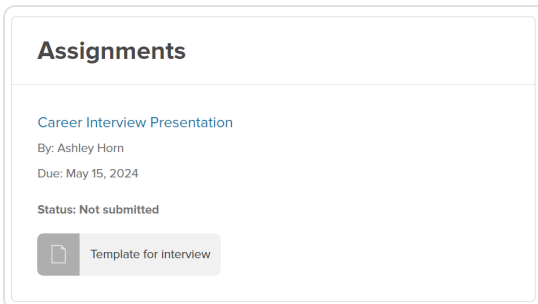 Assignments
Career Interview Presentation
By: Ashley Horn
Due: May 15, 2024
Status: Not submitted
Template for interview